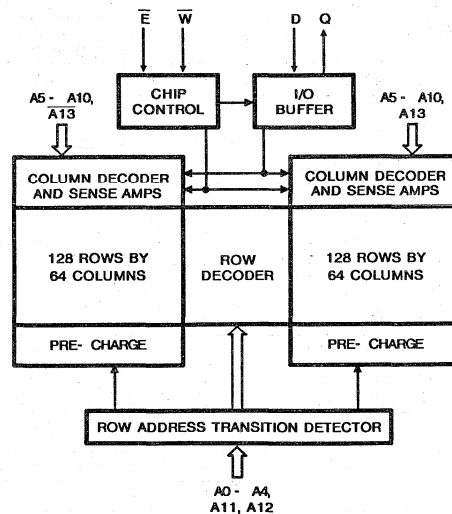 E W D Q
CHIP
CONTROL
I/O
BUFFER
A5 - A10,
A13
A5 - A10,
A13
COLUMN DECODER
AND SENSE AMPS
COLUMN DECODER
AND SENSE AMPS
128 ROWS BY
64 COLUMNS
ROW
DECODER
128 ROWS BY
64 COLUMNS
PRE- CHARGE
PRE- CHARGE
ROW ADDRESS TRANSITION DETECTOR
A0 - A4,
A11, A12